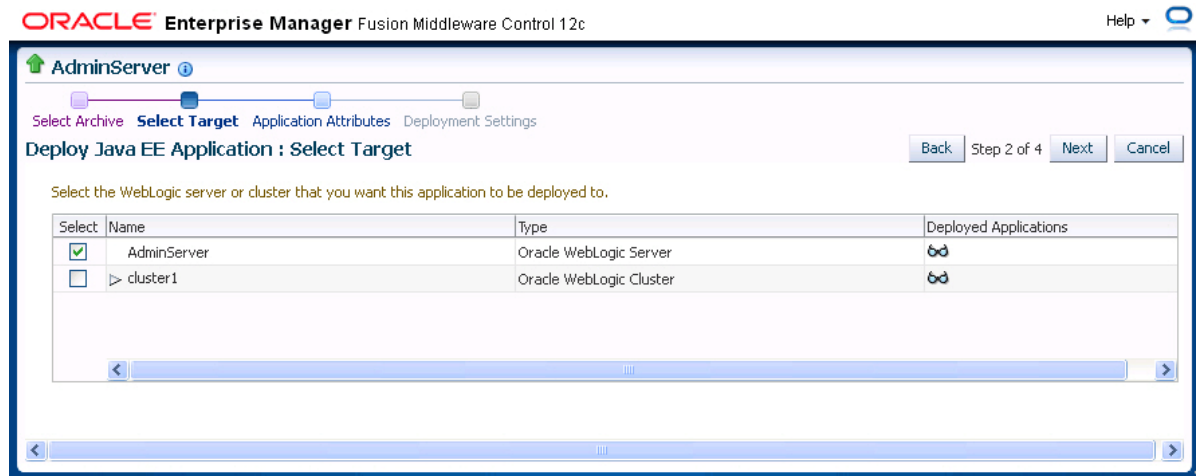 ORACLE Enterprise Manager Fusion Middleware Control 12c Help
AdminServer
Select Archive Select Target Application Attributes Deployment Settings
Deploy Java EE Application : Select Target Back Step 2 of 4 Next Cancel
Select the WebLogic server or cluster that you want this application to be deployed to.
Select Name Type Deployed Applications
AdminServer Oracle WebLogic Server
cluster1 Oracle WebLogic Cluster